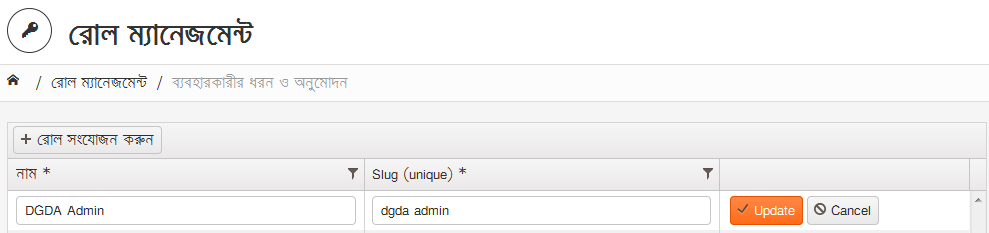 রোল ম্যানেজমেন্ট
/ রোল ম্যানেজমেন্ট / ব্যবহারকারীর ধরন ও অনুমোদন
+ রোল সংযোজন করুন
নাম * Slug (unique) *
DGDA Admin dgda admin Update Cancel